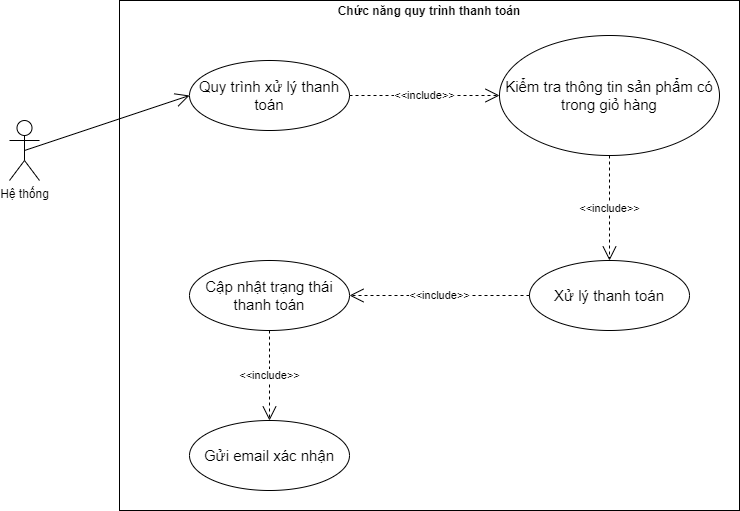 Chức năng quy trình thanh toán
Quy trình xử lý thanh
toán
<<include>>
Kiểm tra thông tin sản phẩm có
trong giỏ hàng
Hệ thống
<<include>>
Cập nhật trạng thái
thanh toán
<<include>>
Xử lý thanh toán
<<include>>
Gửi email xác nhận